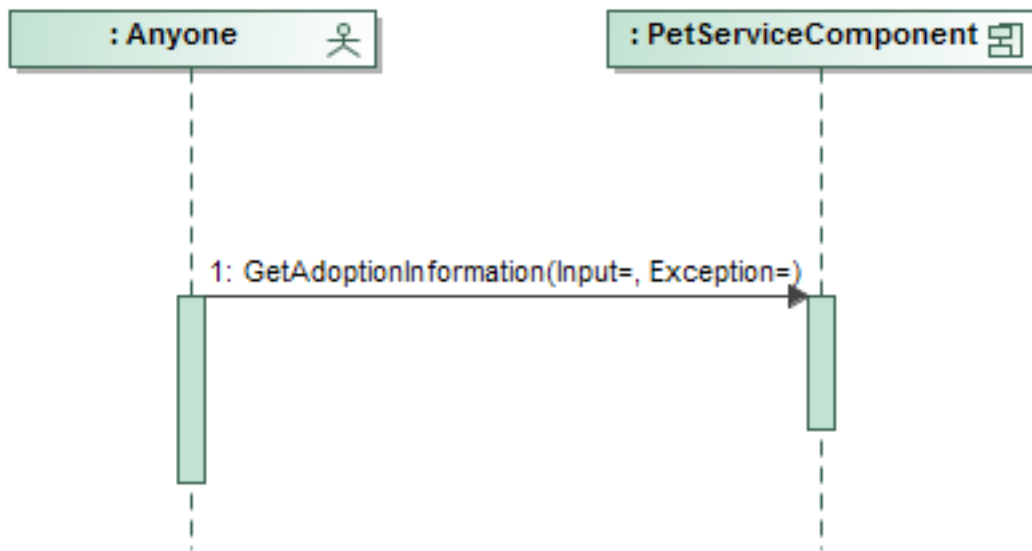 : Anyone
: PetServiceComponent
1: GetAdoptionInformation(Input=, Exception=)